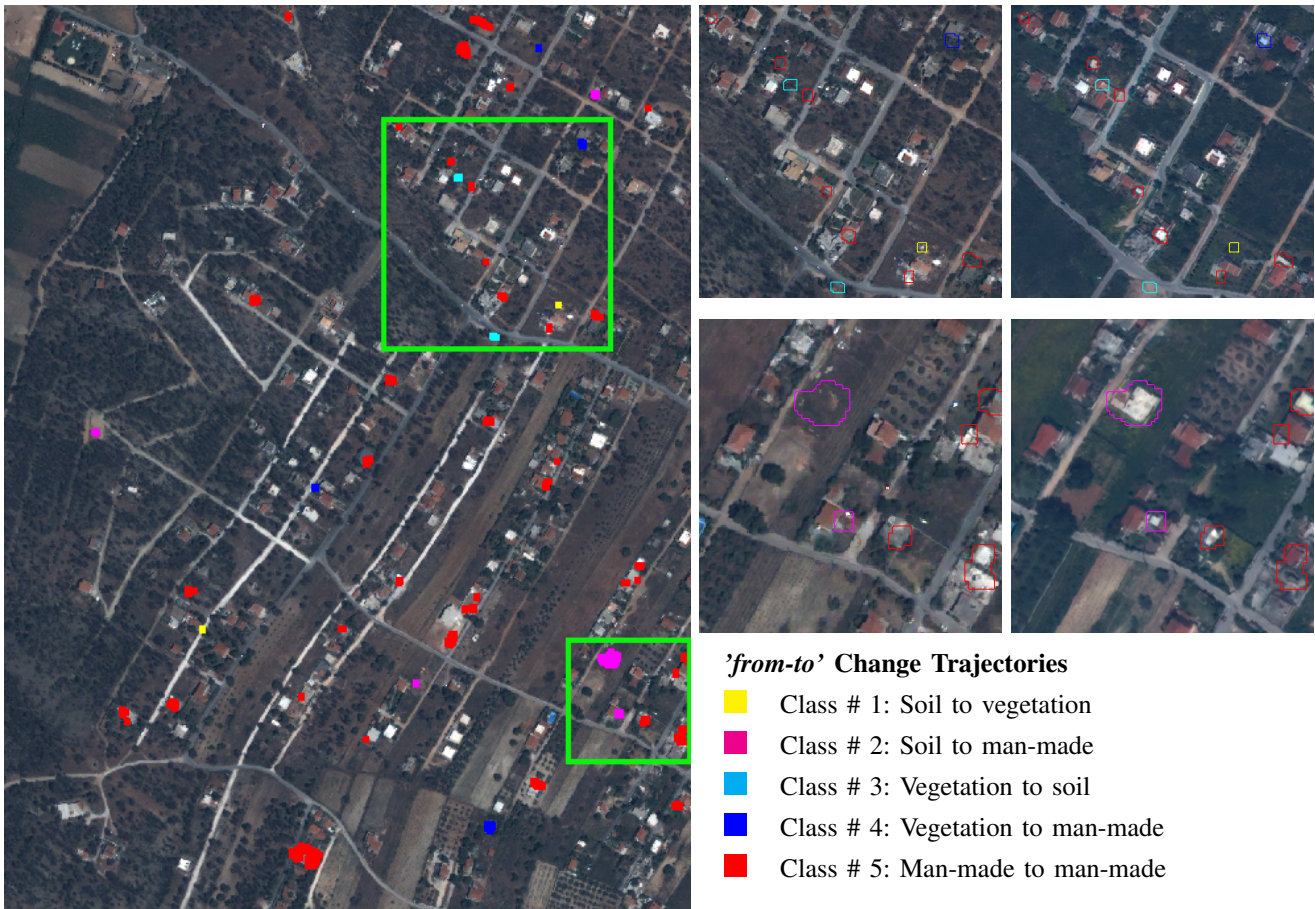 ’from-to’ Change Trajectories
Class # 1: Soil to vegetation
Class # 2: Soil to man-made
Class # 3: Vegetation to soil
Class # 4: Vegetation to man-made
Class # 5: Man-made to man-made